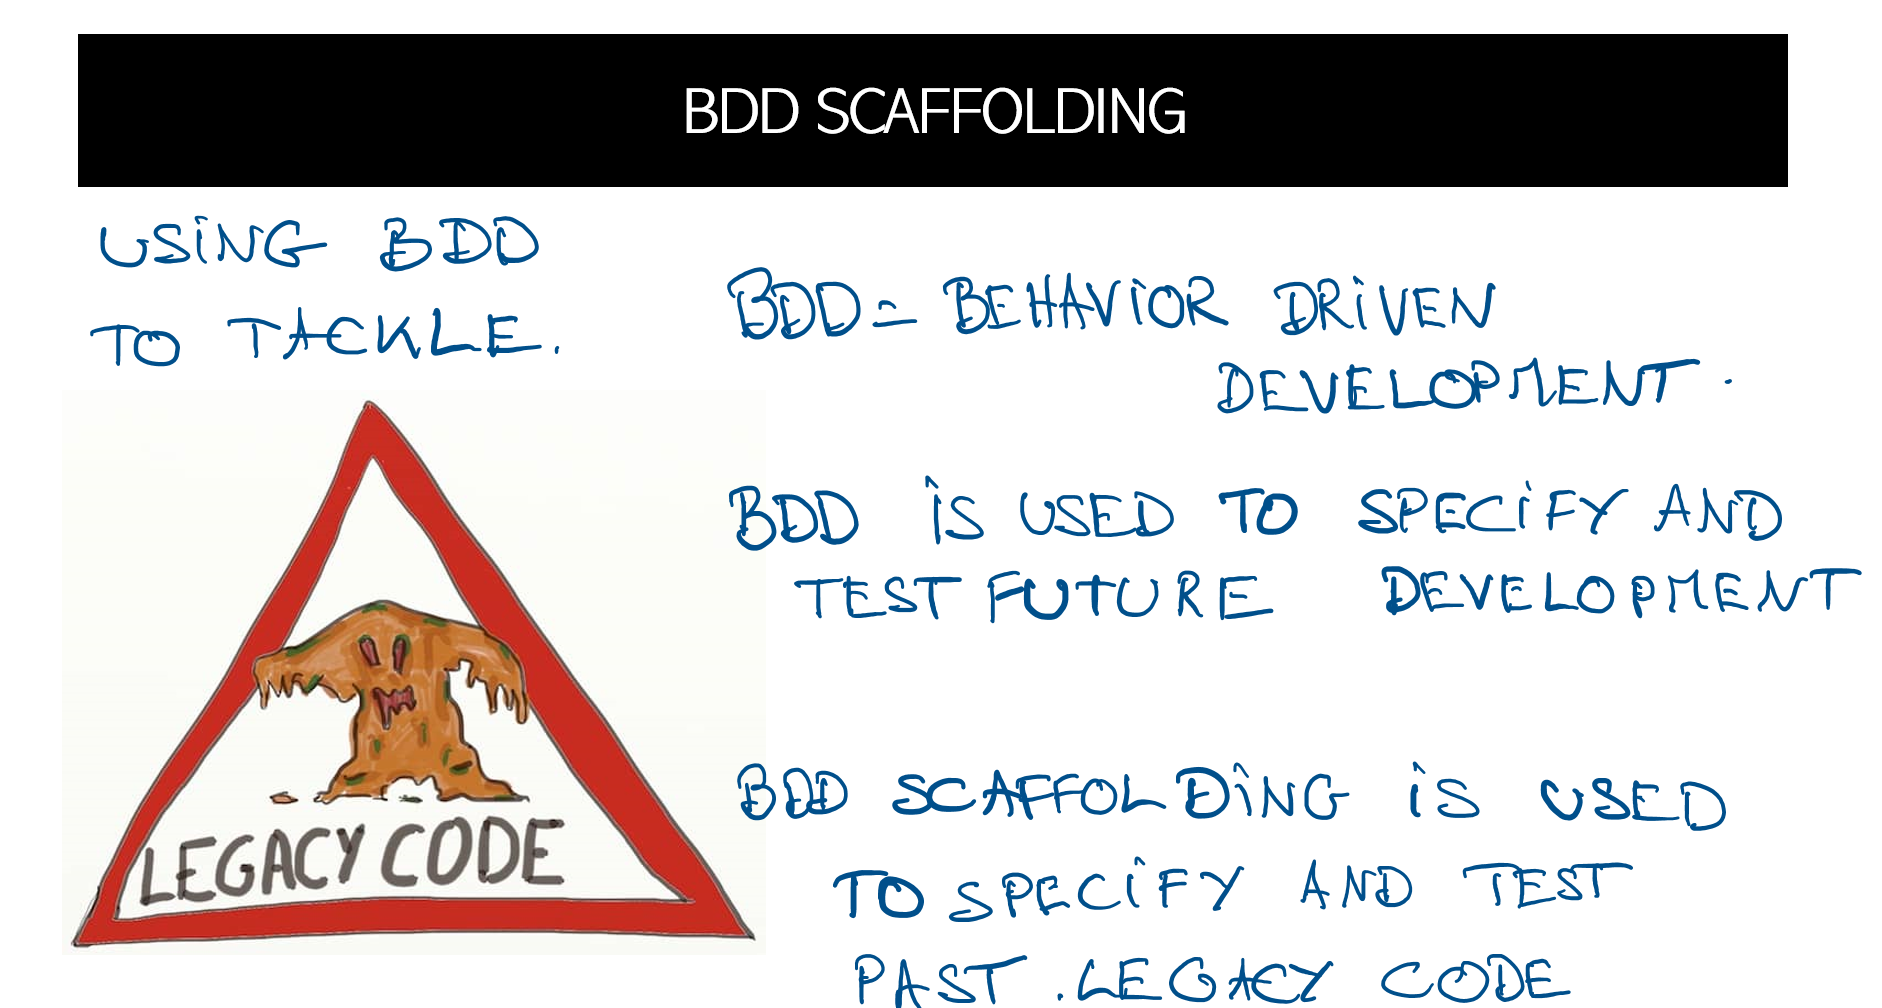 BDD SCAFFOLDING
USING BDD
TO TACKLE.
LEGACY CODE
BDD = BEHAVIOR DRIVEN
DEVELOPMENT.
BDD IS USED TO SPECIFY AND
TEST FUTURE DEVELOPMENT
BDD SCAFFOLDING IS USED
TO SPECIFY AND TEST
PAST . LEGACY CODE